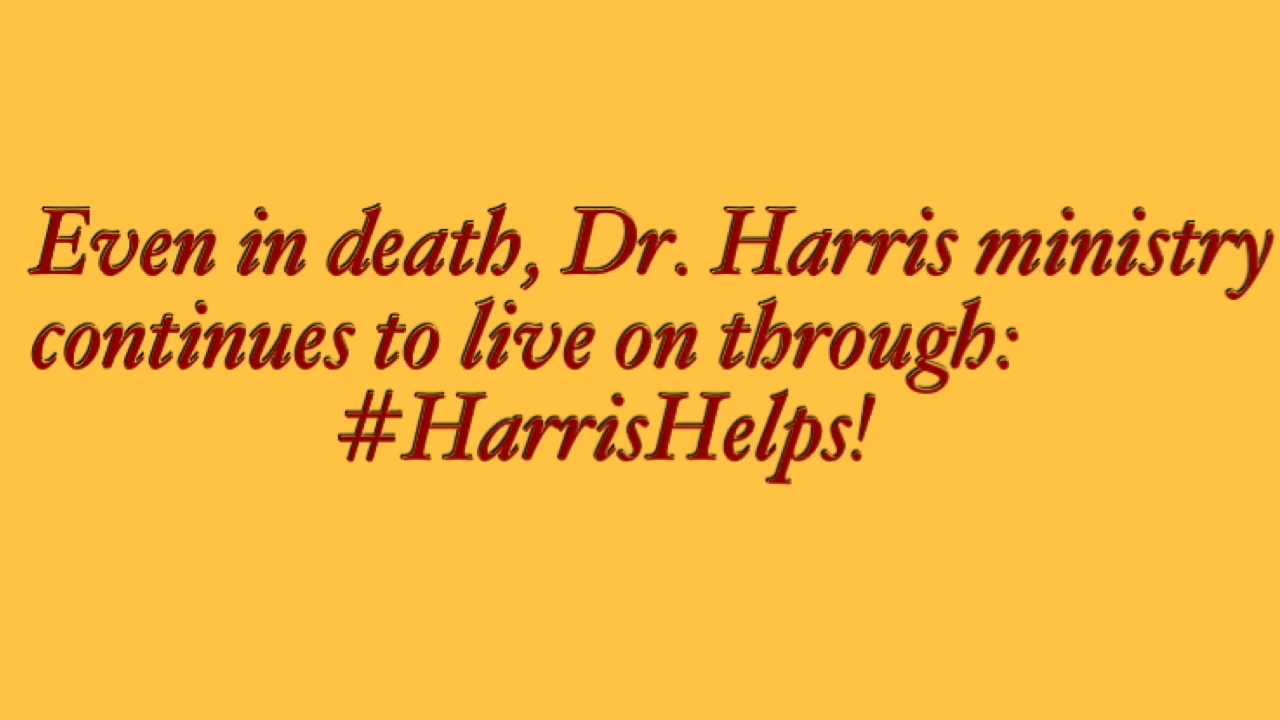 Even in death, Dr. Harris ministry
continues to live on through:
#HarrisHelps!